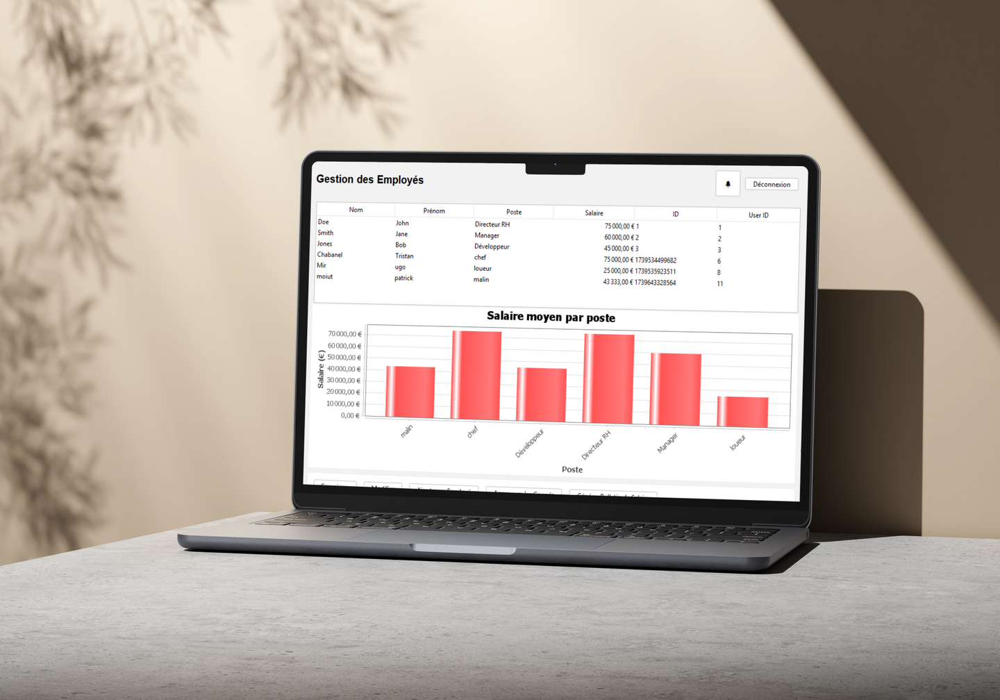 Gestion des Employés
Déconnexion
Nom Prénom Poste Salaire ID User ID
Doe John Directeur RH 75 000,00 € 1 1
Smith Jane Manager 60 000,00 € 2 2
Jones Bob Développeur 45 000,00 € 3 3
Chabanel Tristan chef 75 000,00 € 1739534499682 6
Mir ugo loueur 25 000,00 € 1739535923511 8
moiut patrick malin 43 333,00 € 1739643328564 11
Salaire moyen par poste
Salaire (€)
70 000,00 €
60 000,00 €
50 000,00 €
40 000,00 €
30 000,00 €
20 000,00 €
10 000,00 €
0,00 €
malin chef Développeur Directeur RH Manager loueur
Poste